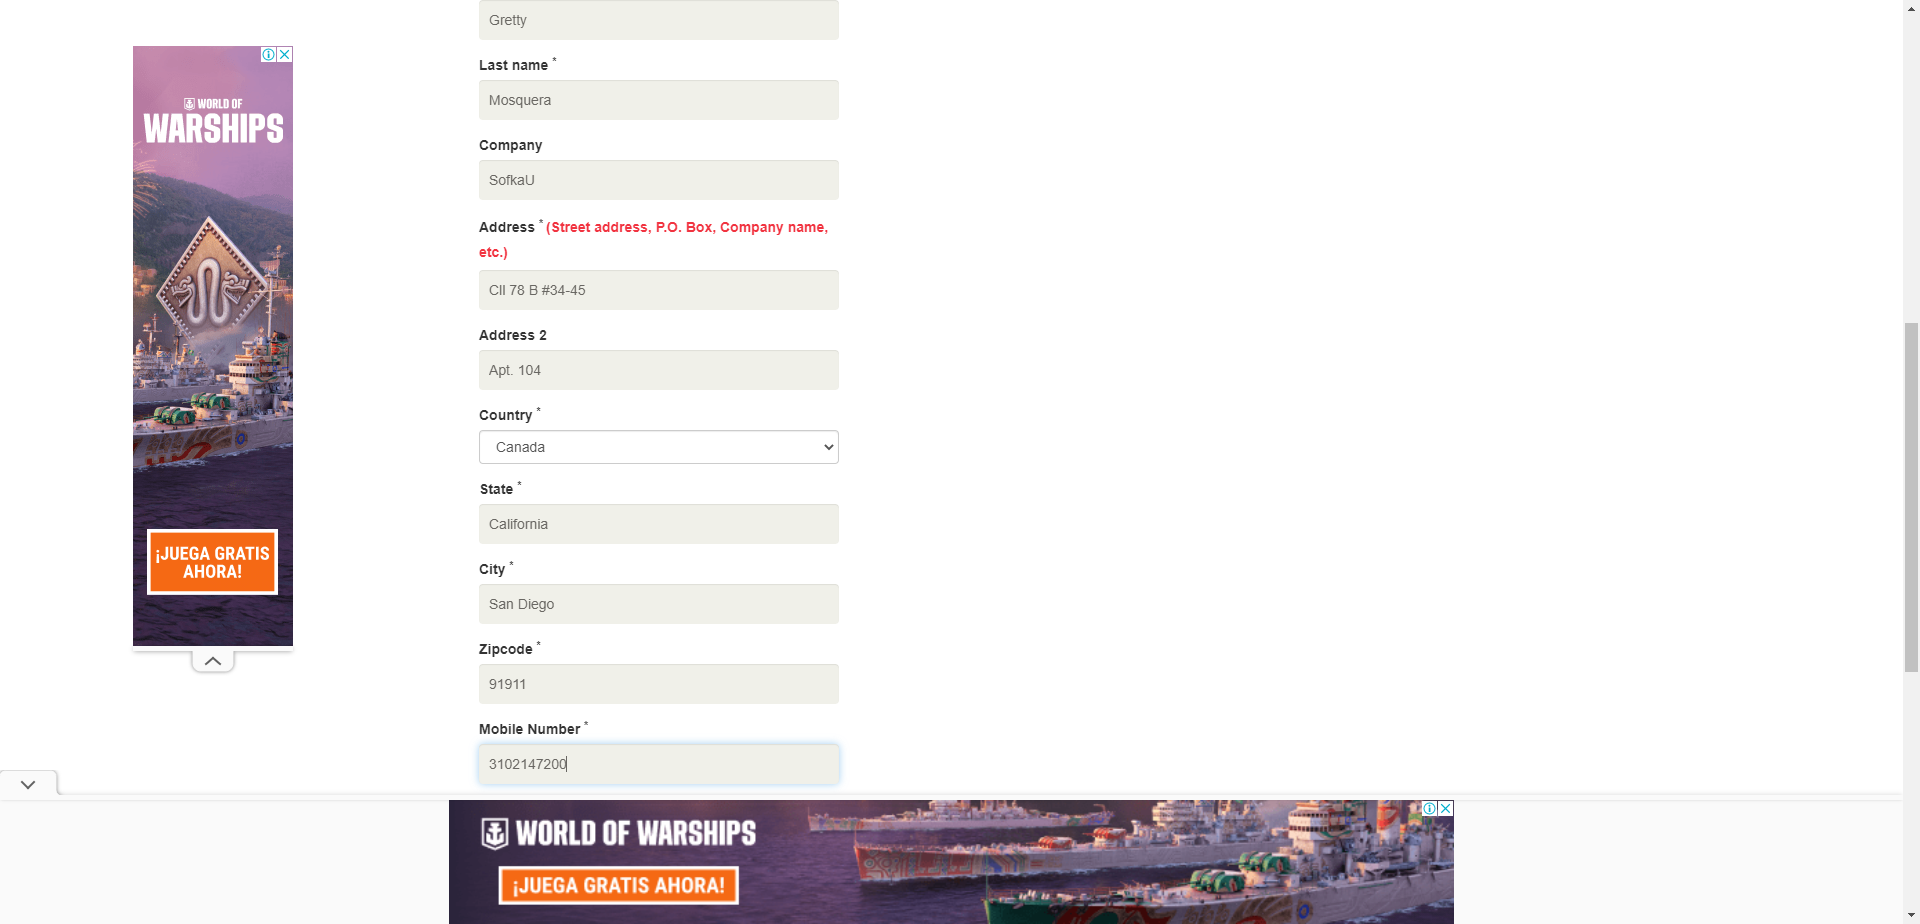 Gretty
Last name *
Mosquera
Company
SofkaU
Address * (Street address, P.O. Box, Company name,
etc.)
Cll 78 B #34-45
Address 2
Apt. 104
Country *
Canada
State *
California
City *
San Diego
Zipcode *
91911
Mobile Number *
3102147200
WORLD OF
WARSHIPS
¡JUEGA GRATIS
AHORA!
WORLD OF WARSHIPS
¡JUEGA GRATIS AHORA!